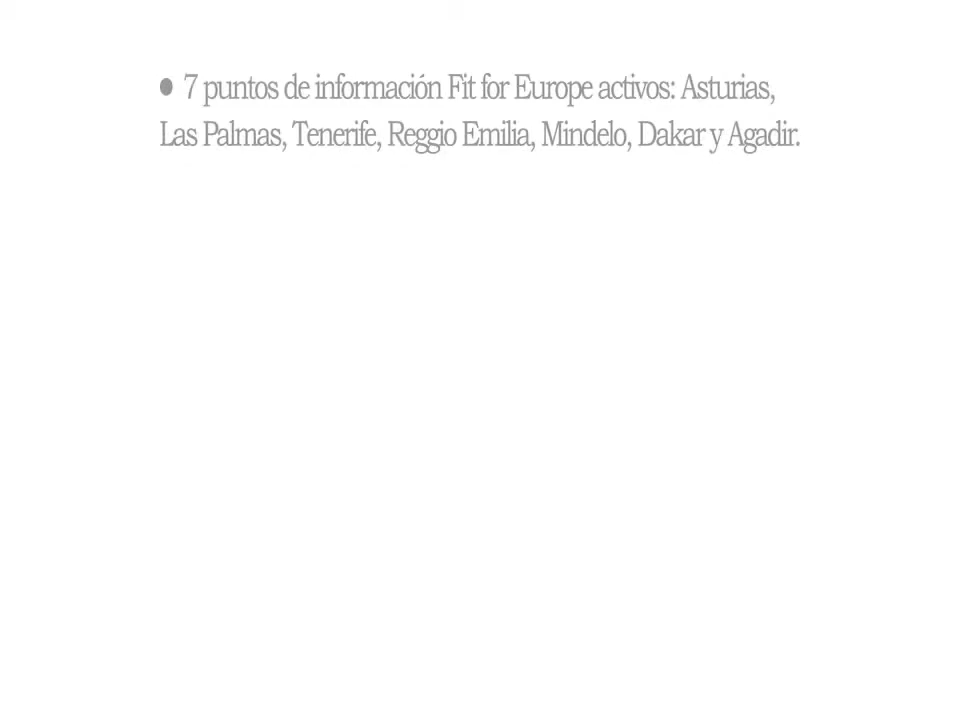 ● 7 puntos de información Fit for Europe activos: Asturias,
Las Palmas, Tenerife, Reggio Emilia, Mindelo, Dakar y Agadir.